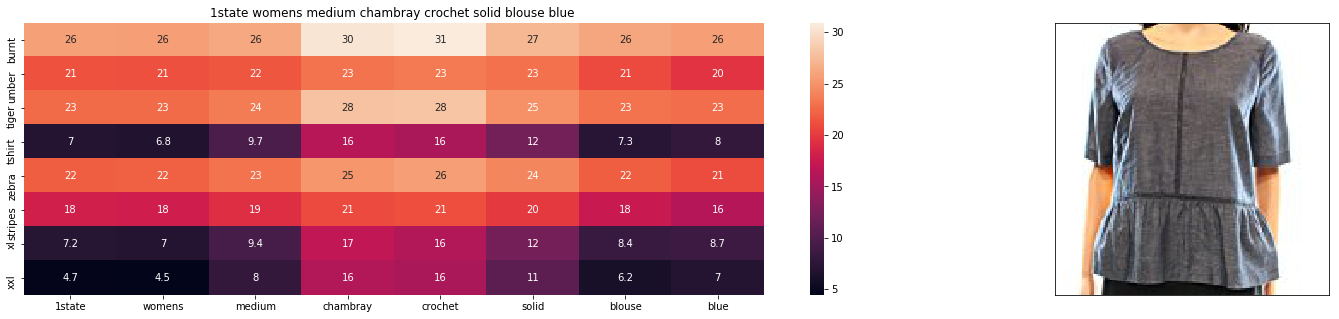 1state womens medium chambray crochet solid blouse blue
burnt 26 26 26 30 31 27 26 26
umber 21 21 22 23 23 23 21 20
tiger 23 23 24 28 28 25 23 23
tshirt 7 6.8 9.7 16 16 12 7.3 8
zebra 22 22 23 25 26 24 22 21
stripes 18 18 19 21 21 20 18 16
xl 7.2 7 9.4 17 16 12 8.4 8.7
xxl 4.7 4.5 8 16 16 11 6.2 7
1state womens medium chambray crochet solid blouse blue
30
25
20
15
10
5